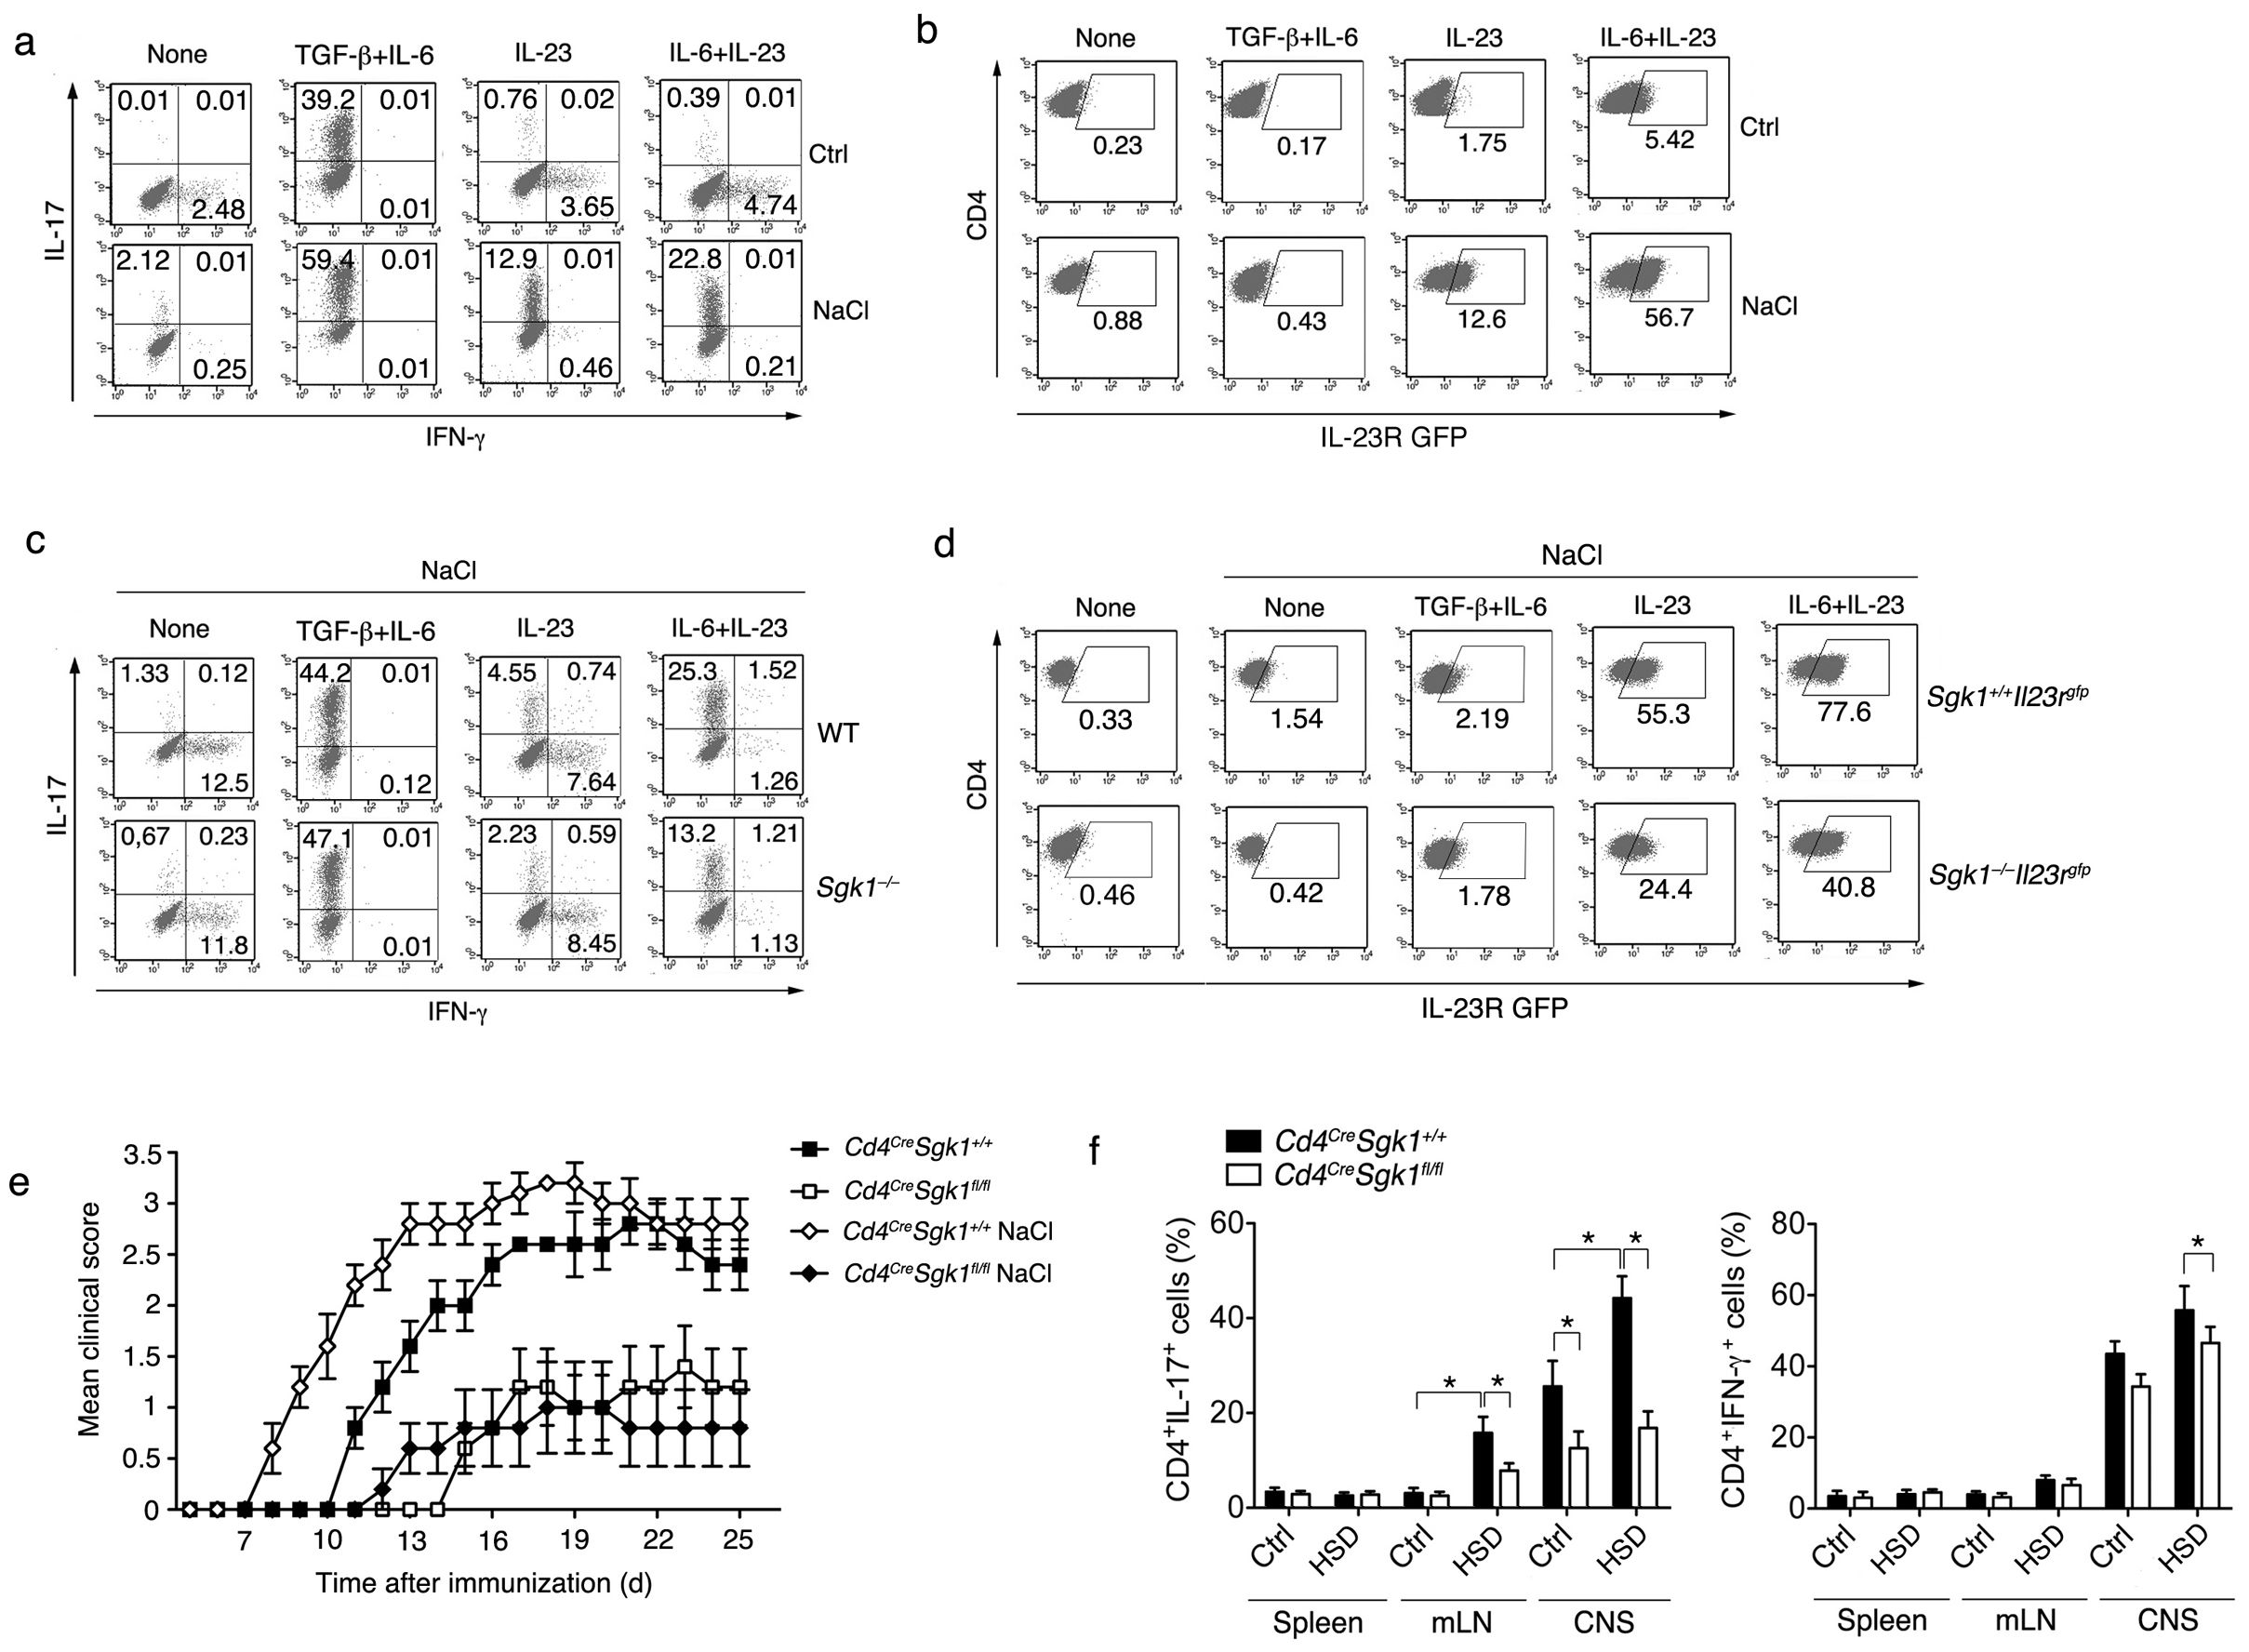 a
None TGF-β+IL-6 IL-23 IL-6+IL-23
0.01 0.01 39.2 0.01 0.76 0.02 0.39 0.01
Ctrl
2.48 0.01 3.65 4.74
2.12 0.01 59.4 0.01 12.9 0.01 22.8 0.01
NaCl
0.25 0.01 0.46 0.21
IL-17
IFN-γ
b
None TGF-β+IL-6 IL-23 IL-6+IL-23
Ctrl
0.23 0.17 1.75 5.42
NaCl
0.88 0.43 12.6 56.7
CD4
IL-23R GFP
c
NaCl
None TGF-β+IL-6 IL-23 IL-6+IL-23
1.33 0.12 44.2 0.01 4.55 0.74 25.3 1.52
WT
12.5 0.12 7.64 1.26
0,67 0.23 47.1 0.01 2.23 0.59 13.2 1.21
Sgk1–/–
11.8 0.01 8.45 1.13
IL-17
IFN-γ
d
NaCl
None None TGF-β+IL-6 IL-23 IL-6+IL-23
Sgk1+/+Il23rgfp
0.33 1.54 2.19 55.3 77.6
Sgk1–/–Il23rgfp
0.46 0.42 1.78 24.4 40.8
CD4
IL-23R GFP
e
Mean clinical score
3.5
3
2.5
2
1.5
1
0.5
0
7 10 13 16 19 22 25
Time after immunization (d)
Cd4CreSgk1+/+
Cd4CreSgk1fl/fl
Cd4CreSgk1+/+ NaCl
Cd4CreSgk1fl/fl NaCl
f
Cd4CreSgk1+/+
Cd4CreSgk1fl/fl
CD4+IL-17+ cells (%)
60
40
20
0
* * * * *
Ctrl HSD Ctrl HSD Ctrl HSD
Spleen mLN CNS
CD4+IFN-γ+ cells (%)
80
60
40
20
0
*
Ctrl HSD Ctrl HSD Ctrl HSD
Spleen mLN CNS